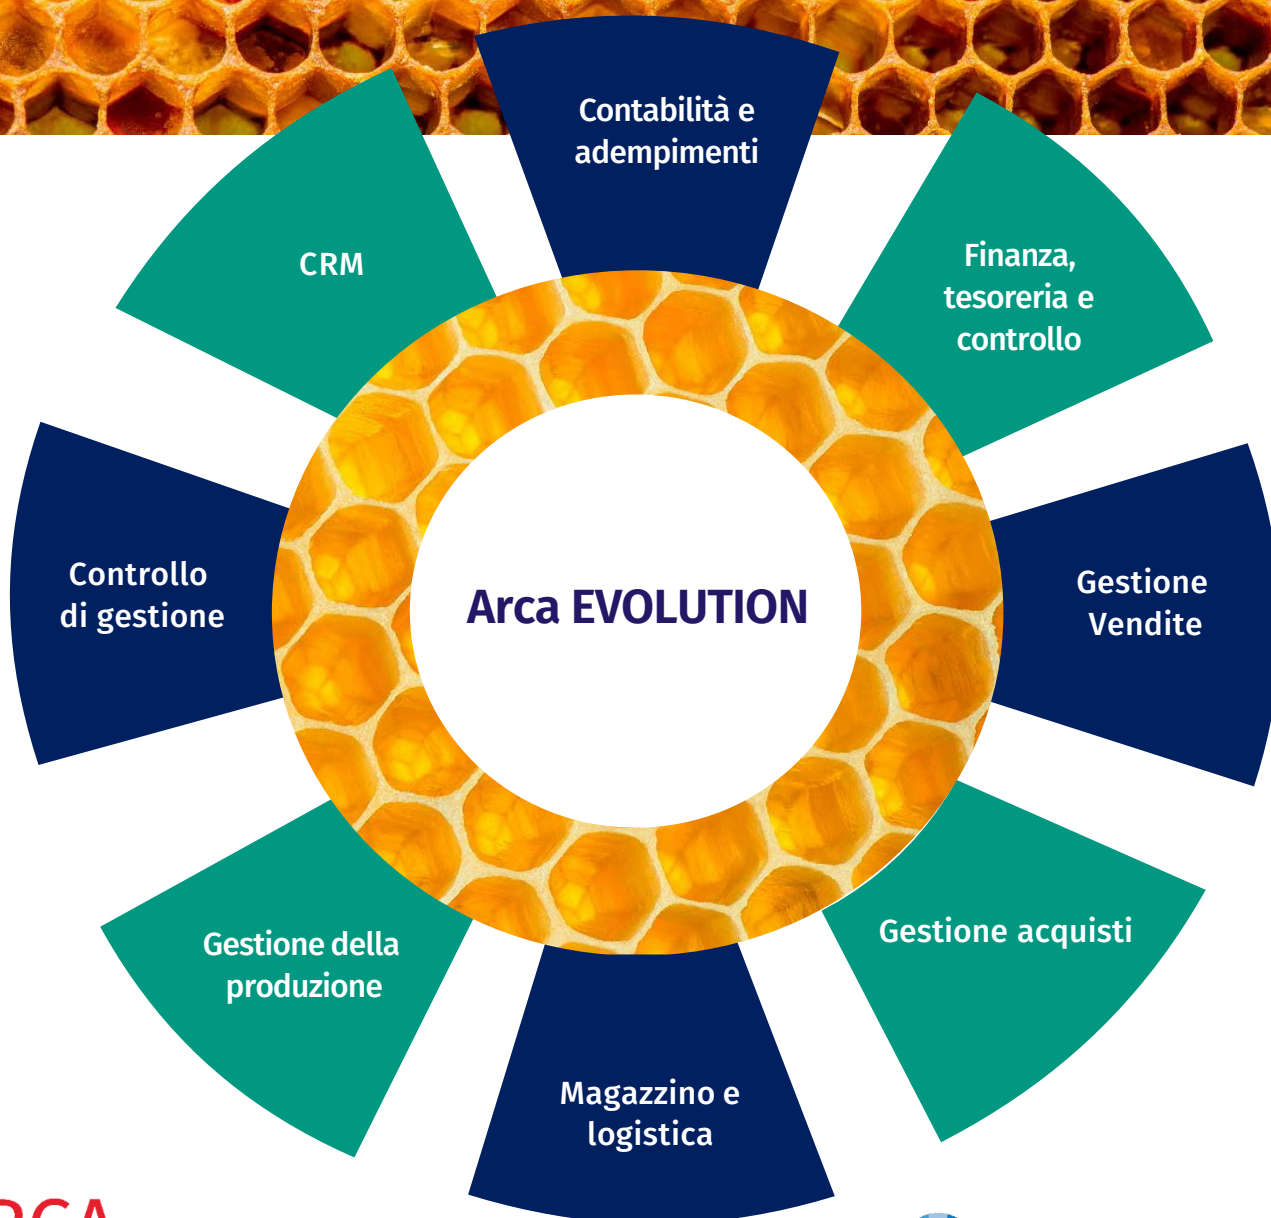 Contabilità e
adempimenti
CRM
Finanza,
tesoreria e
controllo
Controllo
di gestione
Arca EVOLUTION
Gestione
Vendite
Gestione della
produzione
Gestione acquisti
Magazzino e
logistica